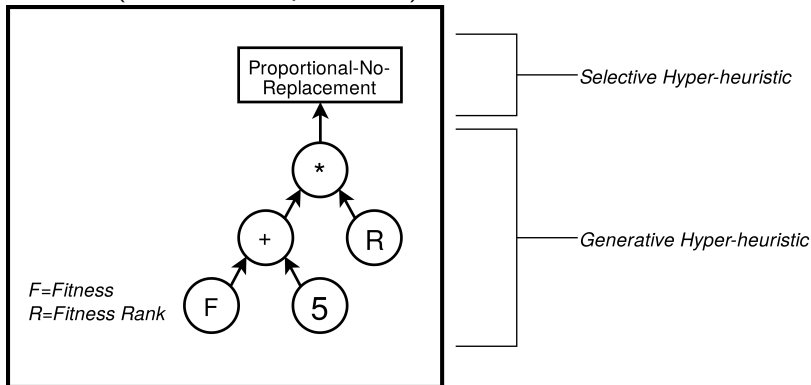 Proportional-No-
Replacement
Selective Hyper-heuristic
*
+
R
Generative Hyper-heuristic
F=Fitness
R=Fitness Rank
F
5